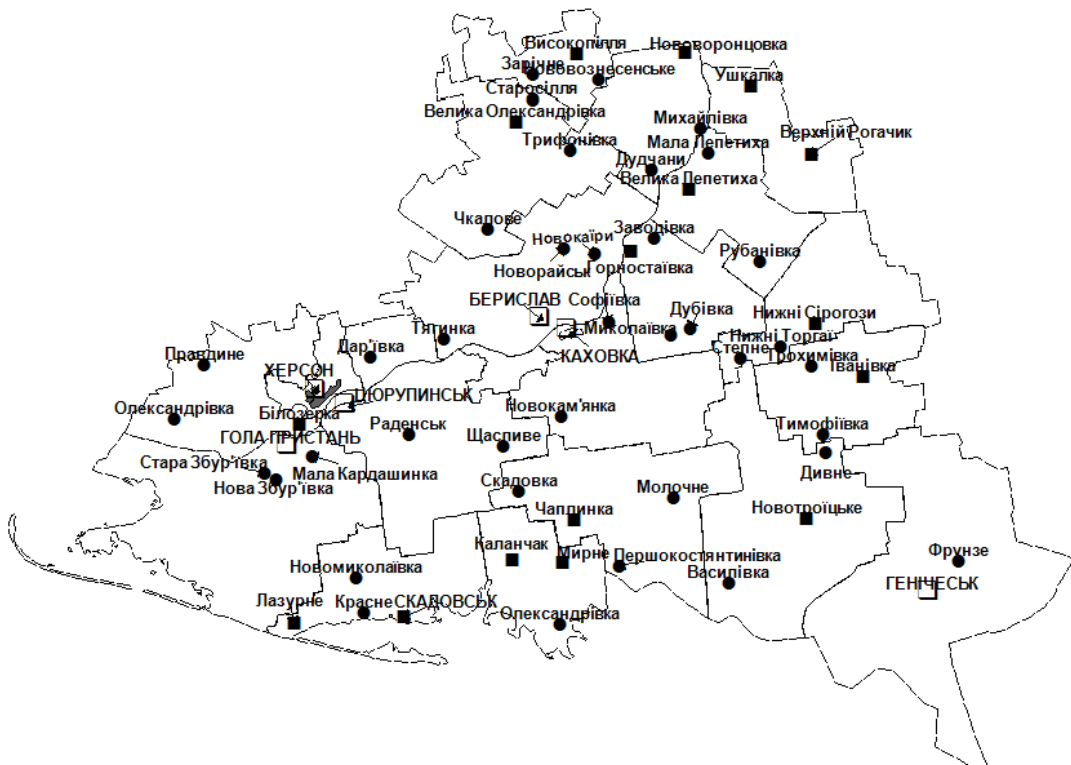 Високопілля
Нововоронцовка
Зарічне
Нововознесенське
Ушкалка
Старосілля
Велика Олександрівка
Михайлівка
Трифонівка
Мала Лепетиха
Верхній Рогачик
Дудчани
Велика Лепетиха
Чкалове
Заводівка
Новокаїри
Рубанівка
Новорайськ
Горностаївка
БЕРИСЛАВ
Софіївка
Дубівка
Нижні Сірогози
Тягинка
Миколаївка
Нижні Торгаї
Дар'ївка
КАХОВКА
Степне
Трохимівка
Правдине
Іванівка
ХЕРСОН
ЦЮРУПИНСЬК
Олександрівка
Білозерка
Новокам'янка
Раденськ
Тимофіївка
ГОЛА ПРИСТАНЬ
Щасливе
Стара Збур'ївка
Мала Кардашинка
Дивне
Нова Збур'ївка
Скадовка
Молочне
Чаплинка
Новотроїцьке
Каланчак
Мирне
Першокостянтинівка
Фрунзе
Новомиколаївка
Василівка
ГЕНІЧЕСЬК
Лазурне
Красне
СКАДОВСЬК
Олександрівка